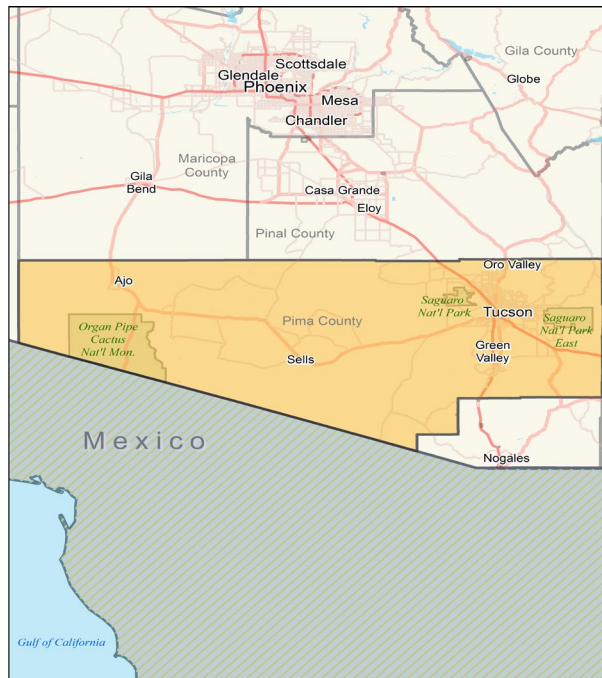 Gila County
Scottsdale
Glendale
Globe
Phoenix
Mesa
Chandler
Maricopa
County
Gila
Bend
Casa Grande
Eloy
Pinal County
Oro Valley
Ajo
Saguaro
Nat'l Park
Tucson
Organ Pipe
Cactus
Nat'l Mon.
Pima County
Saguaro
Nat'l Park
East
Green
Valley
Sells
Mexico
Nogales
Gulf of California